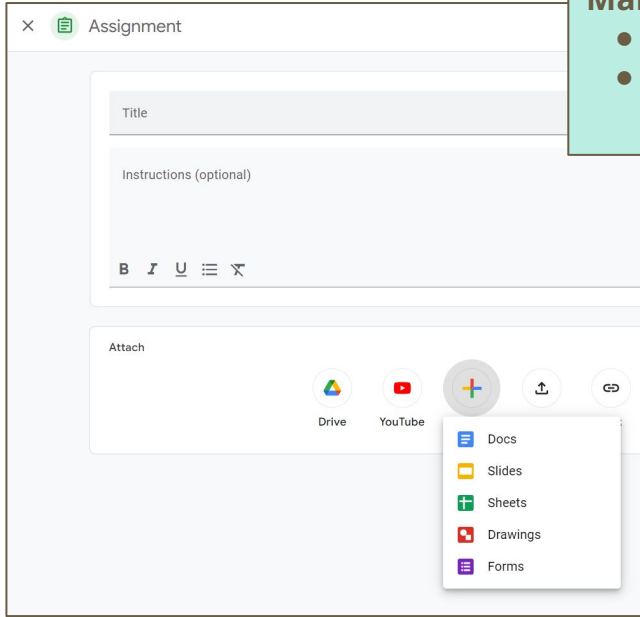 Assignment
Title
Instructions (optional)
B I U
Attach
Drive YouTube
Docs
Slides
Sheets
Drawings
Forms